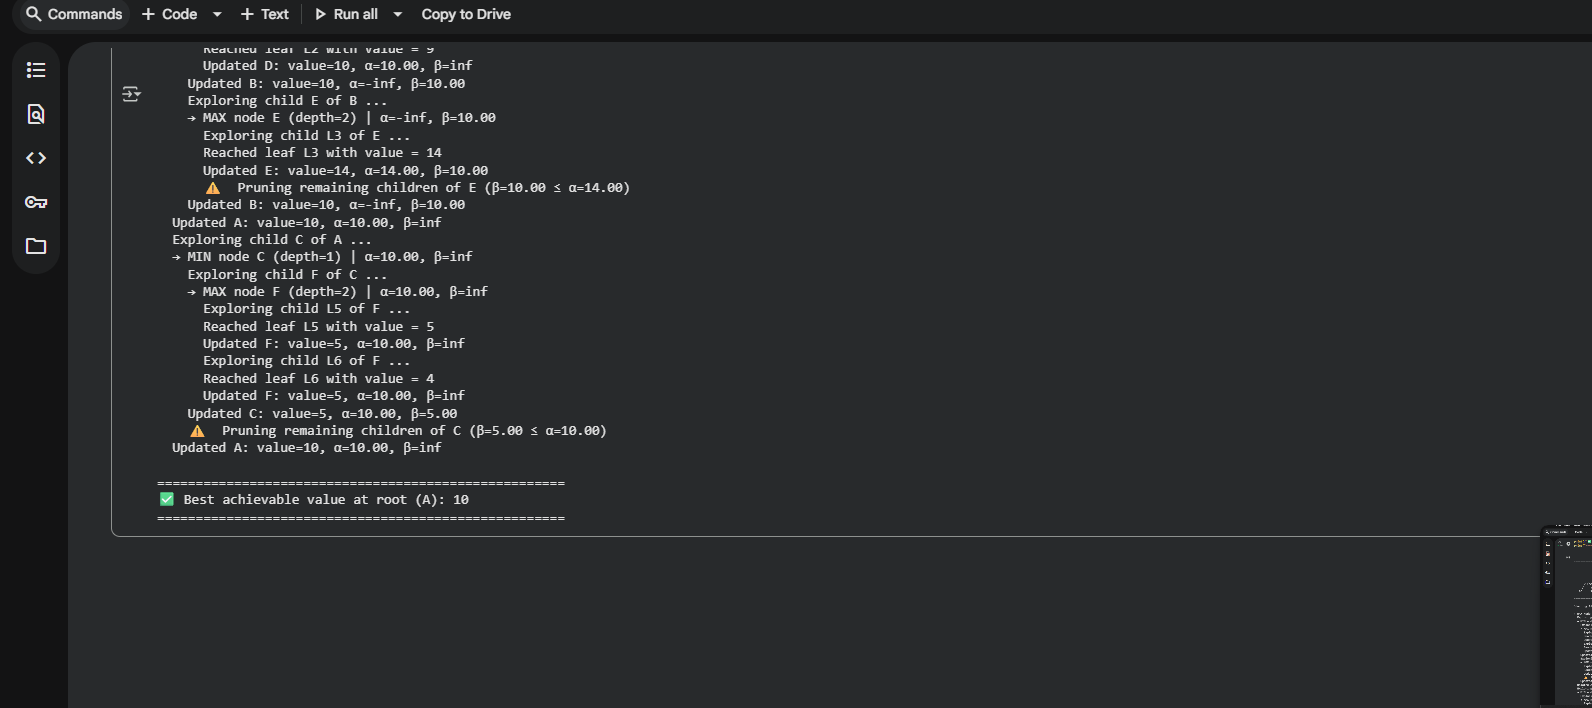 Commands + Code + Text Run all Copy to Drive
Reached leaf L2 with value = 9
Updated D: value=10, α=10.00, β=inf
Updated B: value=10, α=-inf, β=10.00
Exploring child E of B ...
→ MAX node E (depth=2) | α=-inf, β=10.00
Exploring child L3 of E ...
Reached leaf L3 with value = 14
Updated E: value=14, α=14.00, β=10.00
⚠ Pruning remaining children of E (β=10.00 ≤ α=14.00)
Updated B: value=10, α=-inf, β=10.00
Updated A: value=10, α=10.00, β=inf
Exploring child C of A ...
→ MIN node C (depth=1) | α=10.00, β=inf
Exploring child F of C ...
→ MAX node F (depth=2) | α=10.00, β=inf
Exploring child L5 of F ...
Reached leaf L5 with value = 5
Updated F: value=5, α=10.00, β=inf
Exploring child L6 of F ...
Reached leaf L6 with value = 4
Updated F: value=5, α=10.00, β=inf
Updated C: value=5, α=10.00, β=5.00
⚠ Pruning remaining children of C (β=5.00 ≤ α=10.00)
Updated A: value=10, α=10.00, β=inf
=====================================================
✅ Best achievable value at root (A): 10
=====================================================